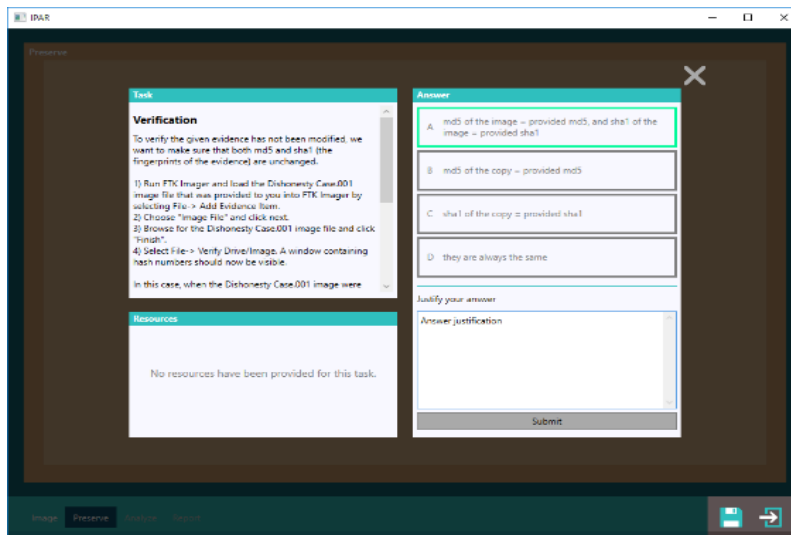 IPAR
Preserve
Task
Verification
To verify the given evidence has not been modified, we
want to make sure that both md5 and sha1 (the
fingerprints of the evidence) are unchanged.
1) Run FTK Imager and load the Dishonesty Case.001
image file that was provided to you into FTK Imager by
selecting File-> Add Evidence Item.
2) Choose "Image File" and click next.
3) Browse for the Dishonesty Case.001 image file and click
"Finish".
4) Select File-> Verify Drive/Image. A window containing
hash numbers should now be visible.
In this case, when the Dishonesty Case.001 image were
Resources
No resources have been provided for this task.
Answer
A md5 of the image = provided md5, and sha1 of the
image = provided sha1
B md5 of the copy = provided md5
C sha1 of the copy = provided sha1
D they are always the same
Justify your answer
Answer justification
Submit
Image Preserve Analyze Report